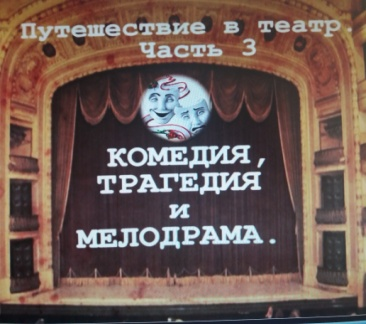 Путешествие в театр.
Часть 3
КОМЕДИЯ,
ТРАГЕДИЯ
и
МЕЛОДРАМА.